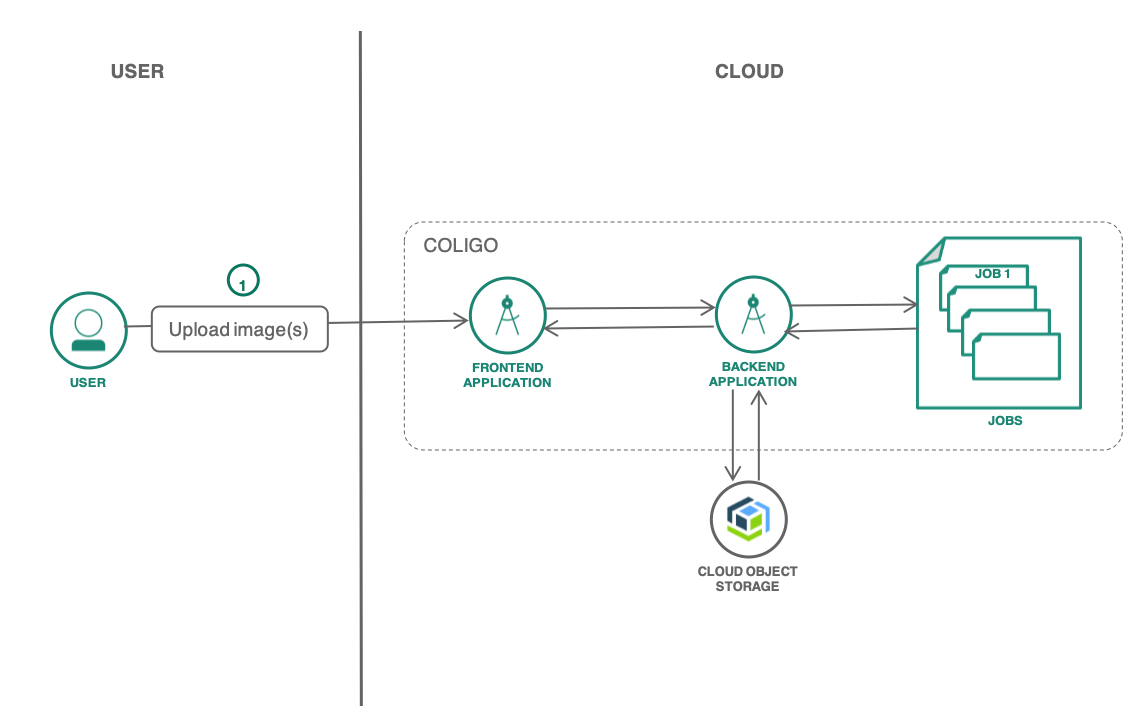 USER
CLOUD
COLIGO
1
Upload image(s)
USER
FRONTEND
APPLICATION
BACKEND
APPLICATION
JOB 1
JOBS
CLOUD OBJECT
STORAGE